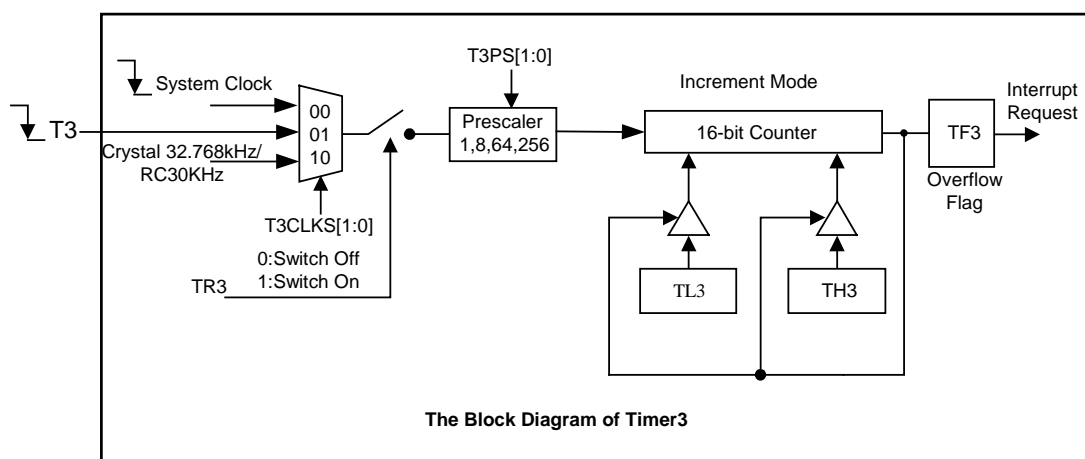 T3PS[1:0]
Increment Mode
System Clock
Interrupt
Request
T3
00
01
10
Prescaler
1,8,64,256
16-bit Counter
TF3
Crystal 32.768kHz/
RC30KHz
Overflow
Flag
T3CLKS[1:0]
0:Switch Off
1:Switch On
TR3
TL3
TH3
The Block Diagram of Timer3